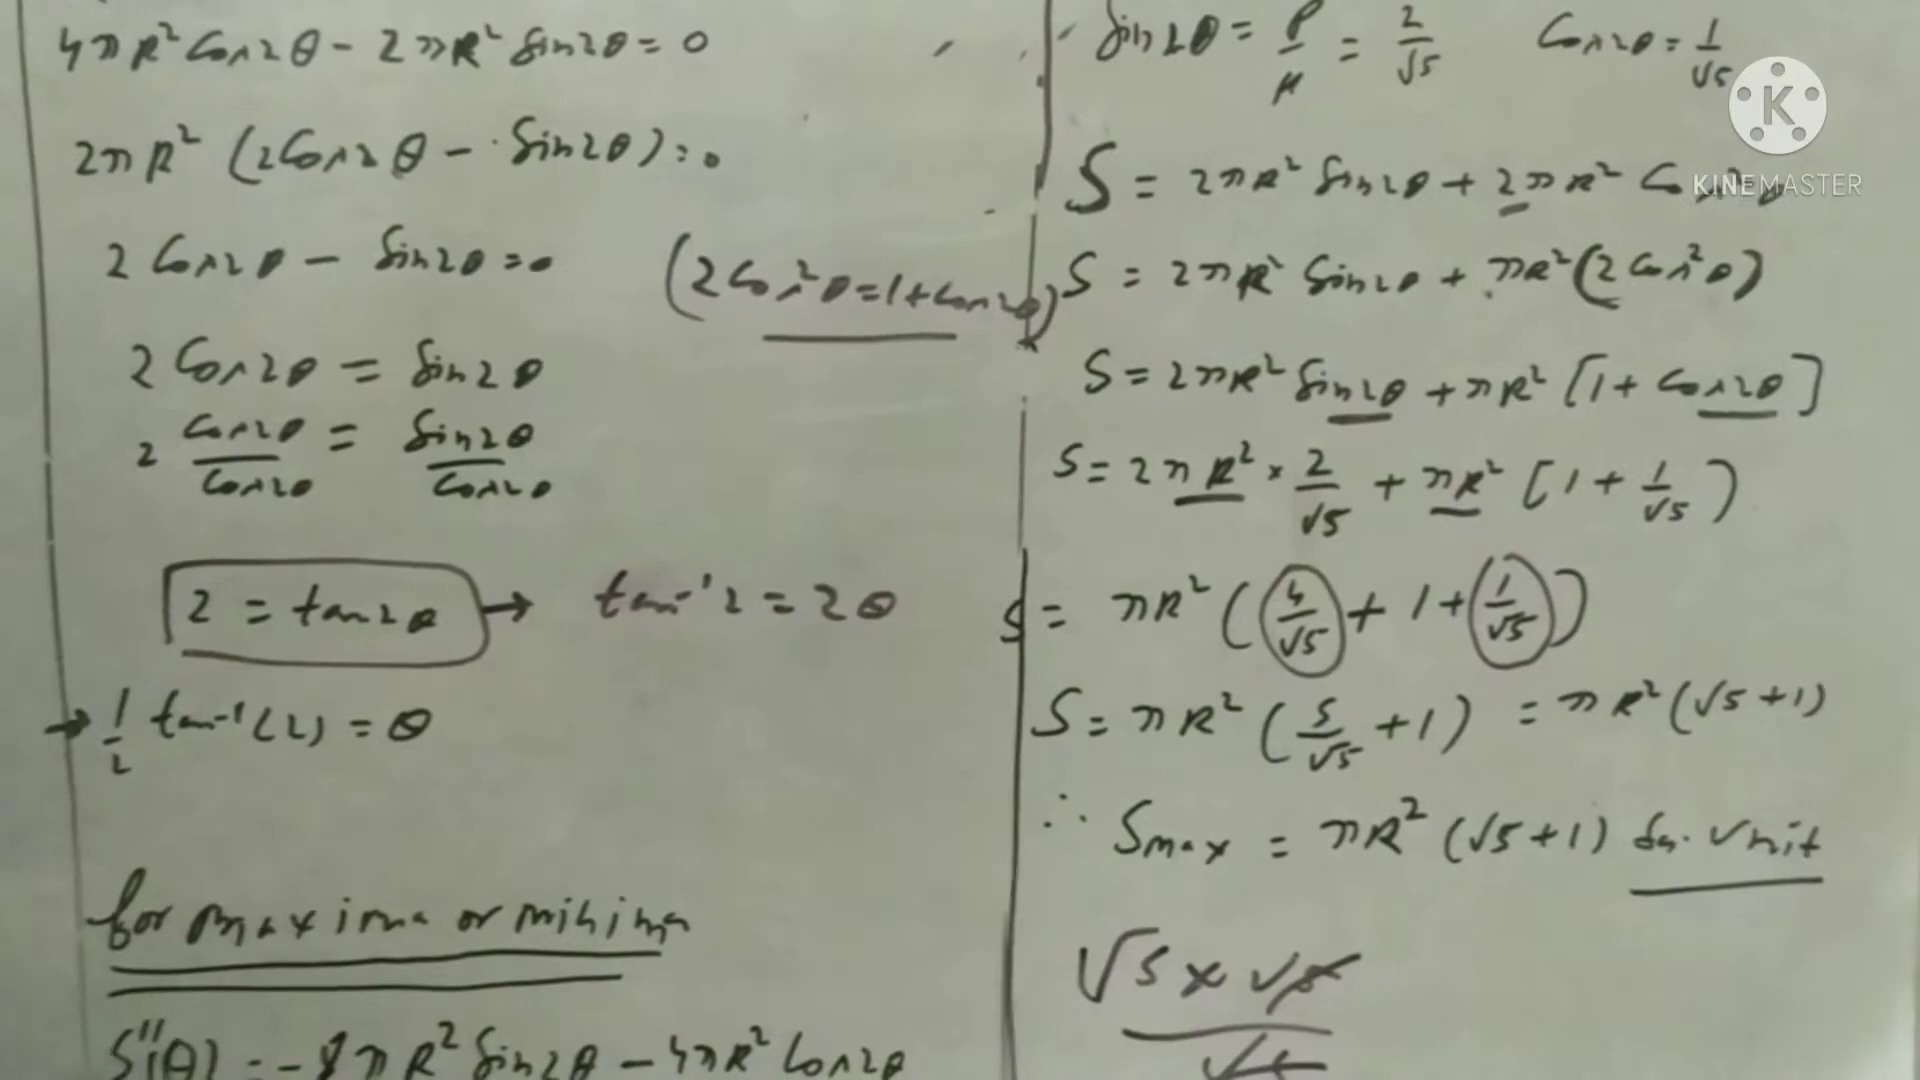 4πR² Cos2θ - 2πR² Sin2θ = 0
2πR² (2Cos2θ - Sin2θ) = 0
2 Cos2θ - Sin2θ = 0
(2Cos²θ = 1 + Cos2θ)
2 Cos2θ = Sin2θ
2 Cos2θ/Cos2θ = Sin2θ/Cos2θ
2 = tan2θ → tan⁻¹2 = 2θ
→ 1/2 tan⁻¹(2) = θ
for maxima or minima
S''(θ) = -8πR² Sin2θ - 4πR² Cos2θ
Sin2θ = P/H = 2/√5 Cos2θ = 1/√5
S = 2πR² Sin2θ + 2πR² Cos²θ
S = 2πR² Sin2θ + πR² (2Cos²θ)
S = 2πR² Sin2θ + πR² [1 + Cos2θ]
S = 2πR² × 2/√5 + πR² [1 + 1/√5)
S = πR² (4/√5 + 1 + 1/√5)
S = πR² (5/√5 + 1) = πR² (√5 + 1)
∴ Smax = πR² (√5 + 1) Sq. Unit
√5 × √5
√5
K
KINEMASTER